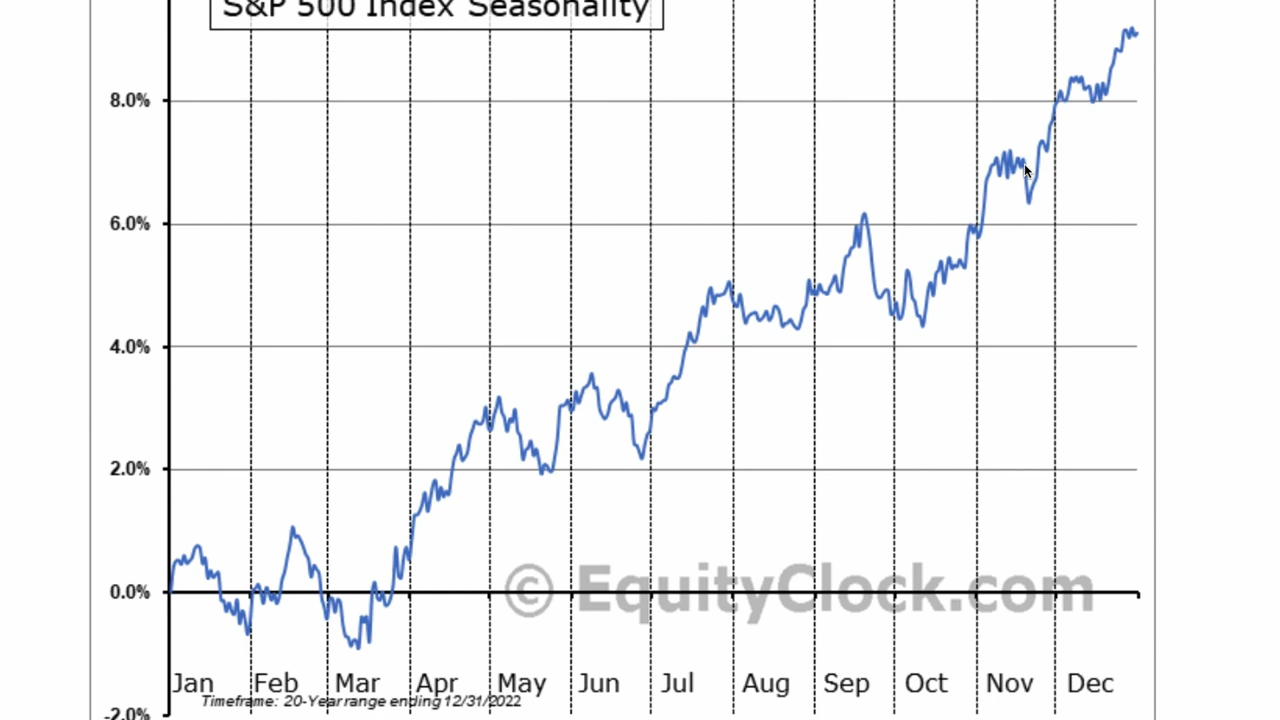 S&P 500 Index Seasonality
8.0%
6.0%
4.0%
2.0%
0.0%
© EquityClock.com
Jan Feb Mar Apr May Jun Jul Aug Sep Oct Nov Dec
Timeframe: 20-Year range ending 12/31/2022
-2.0%